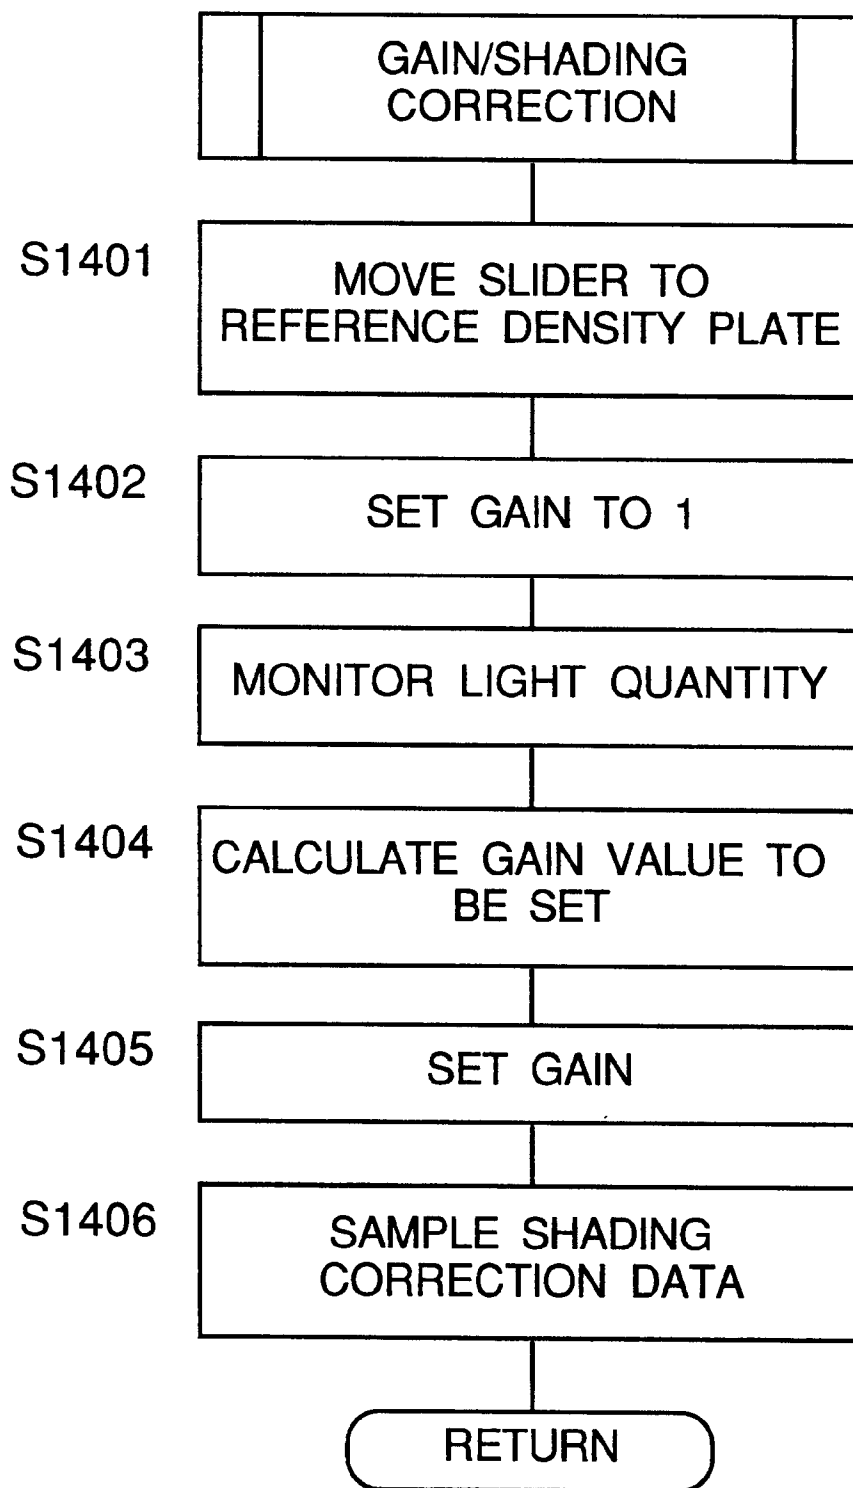 GAIN/SHADING
CORRECTION
S1401
MOVE SLIDER TO
REFERENCE DENSITY PLATE
S1402
SET GAIN TO 1
S1403
MONITOR LIGHT QUANTITY
S1404
CALCULATE GAIN VALUE TO
BE SET
S1405
SET GAIN
S1406
SAMPLE SHADING
CORRECTION DATA
RETURN